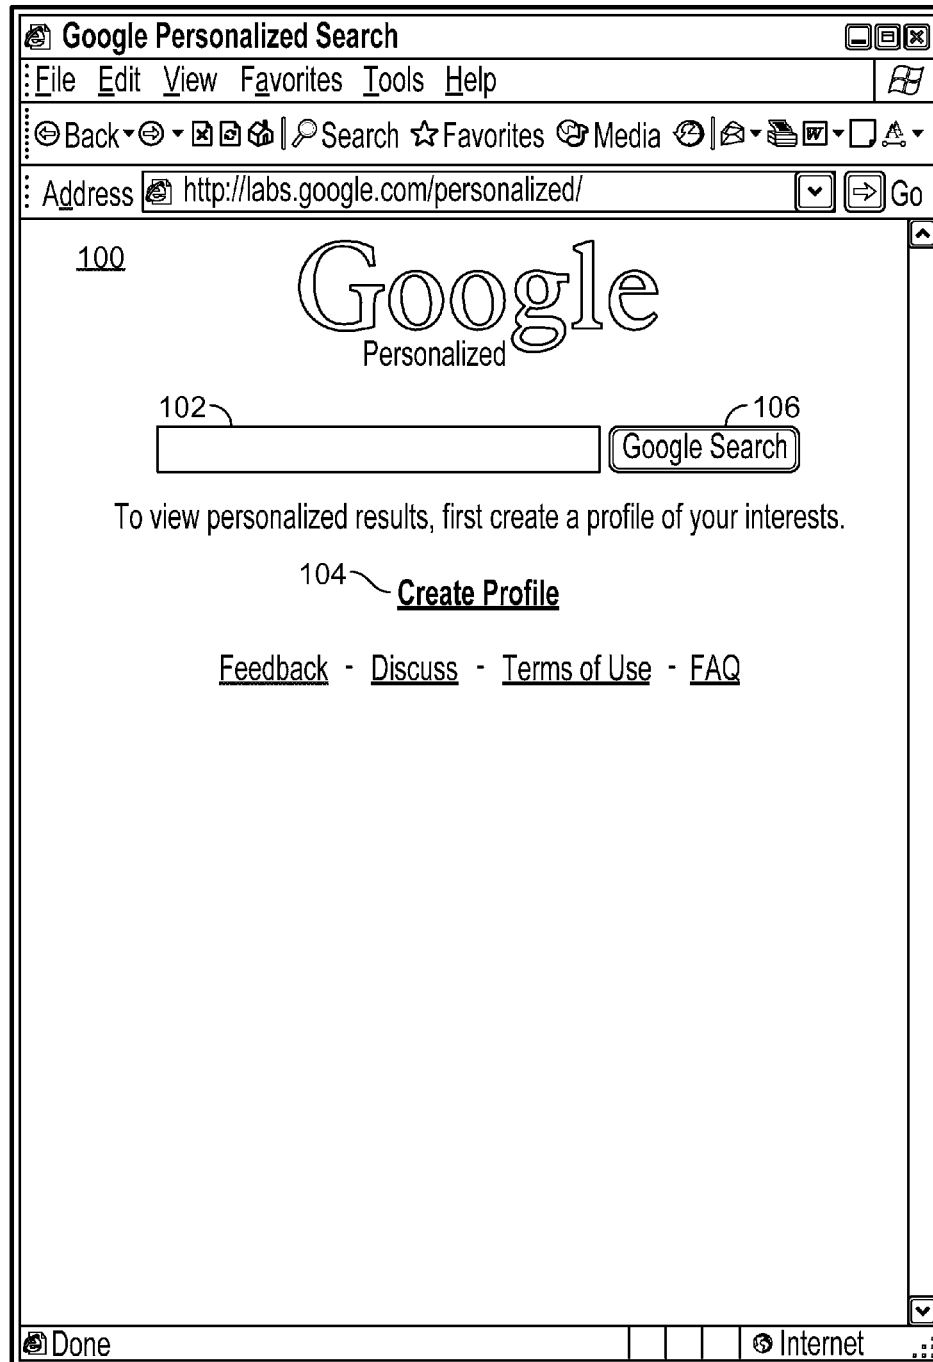 Google Personalized Search
File Edit View Favorites Tools Help
Back Search Favorites Media W
Address http://labs.google.com/personalized/ Go
100
Google
Personalized
102 106
Google Search
To view personalized results, first create a profile of your interests.
104
Create Profile
Feedback - Discuss - Terms of Use - FAQ
Done Internet